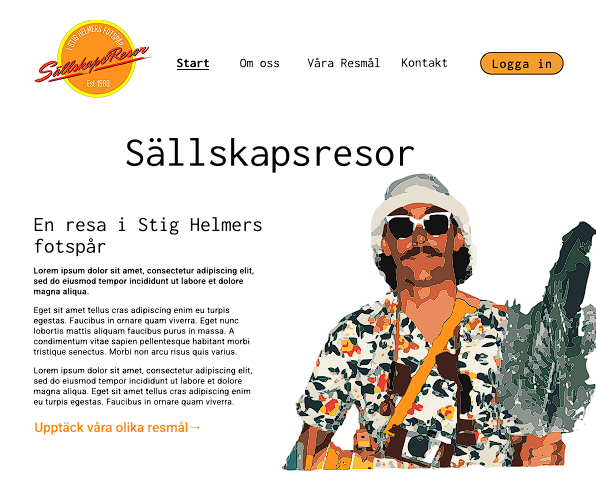 I STIG HELMERS FOTSPÅR
SällskapsResor
Est 1980
Start
Om oss
Våra Resmål
Kontakt
Logga in
Sällskapsresor
En resa i Stig Helmers
fotspår
Lorem ipsum dolor sit amet, consectetur adipiscing elit,
sed do eiusmod tempor incididunt ut labore et dolore
magna aliqua.
Eget sit amet tellus cras adipiscing enim eu turpis
egestas. Faucibus in ornare quam viverra. Eget nunc
lobortis mattis aliquam faucibus purus in massa. A
condimentum vitae sapien pellentesque habitant morbi
tristique senectus. Morbi non arcu risus quis varius.
Lorem ipsum dolor sit amet, consectetur adipiscing elit,
sed do eiusmod tempor incididunt ut labore et dolore
magna aliqua. Eget sit amet tellus cras adipiscing enim
eu turpis egestas. Faucibus in ornare quam viverra.
Upptäck våra olika resmål→